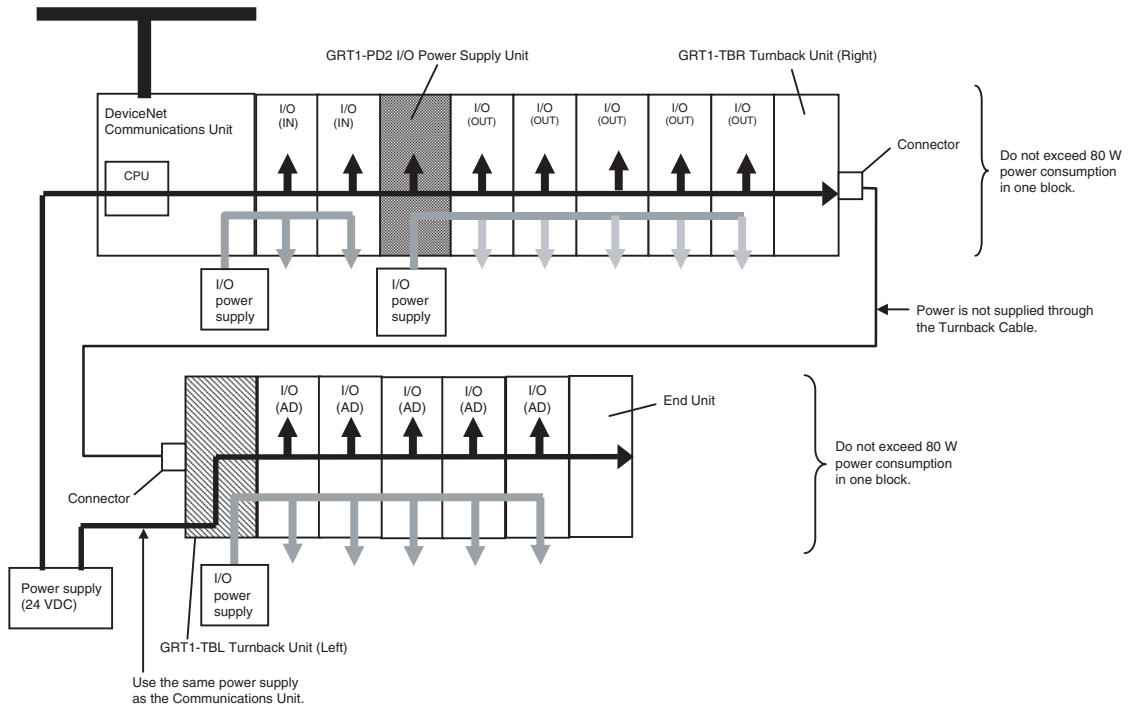 GRT1-PD2 I/O Power Supply Unit
GRT1-TBR Turnback Unit (Right)
DeviceNet
Communications Unit
CPU
I/O
(IN)
I/O
(IN)
I/O
(OUT)
I/O
(OUT)
I/O
(OUT)
I/O
(OUT)
I/O
(OUT)
Connector
Do not exceed 80 W
power consumption
in one block.
I/O
power
supply
I/O
power
supply
Power is not supplied through
the Turnback Cable.
I/O
(AD)
I/O
(AD)
I/O
(AD)
I/O
(AD)
I/O
(AD)
End Unit
Do not exceed 80 W
power consumption
in one block.
Connector
Power supply
(24 VDC)
I/O
power
supply
GRT1-TBL Turnback Unit (Left)
Use the same power supply
as the Communications Unit.